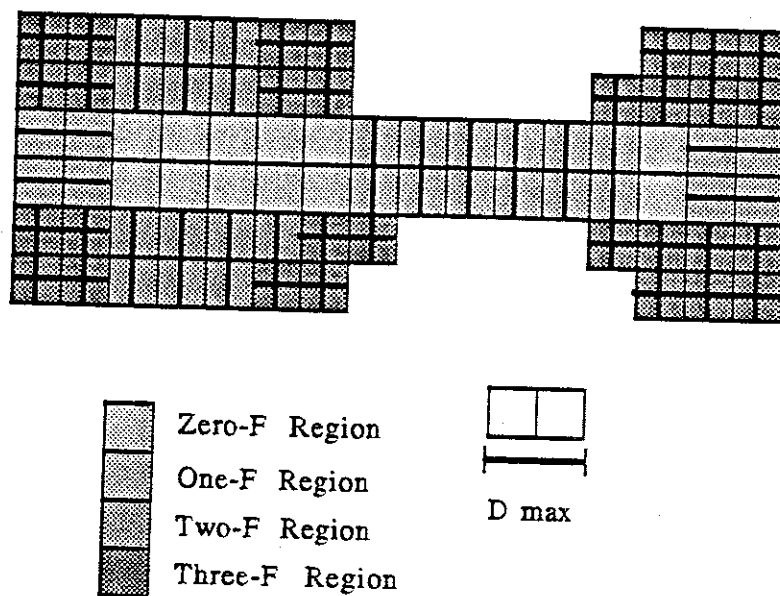 Zero-F Region
One-F Region
Two-F Region
Three-F Region
D max